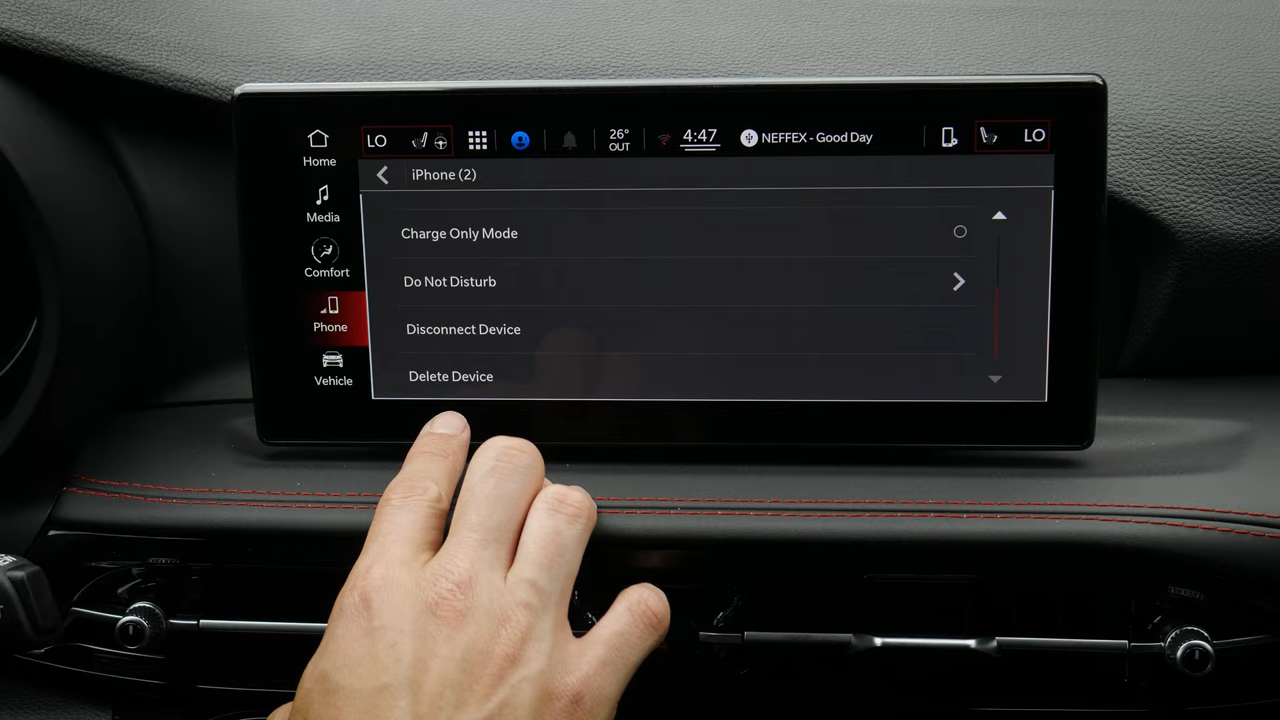 LO
26°
OUT
4:47
NEFFEX - Good Day
LO
Home
Media
Comfort
Phone
Vehicle
iPhone (2)
Charge Only Mode
Do Not Disturb
Disconnect Device
Delete Device